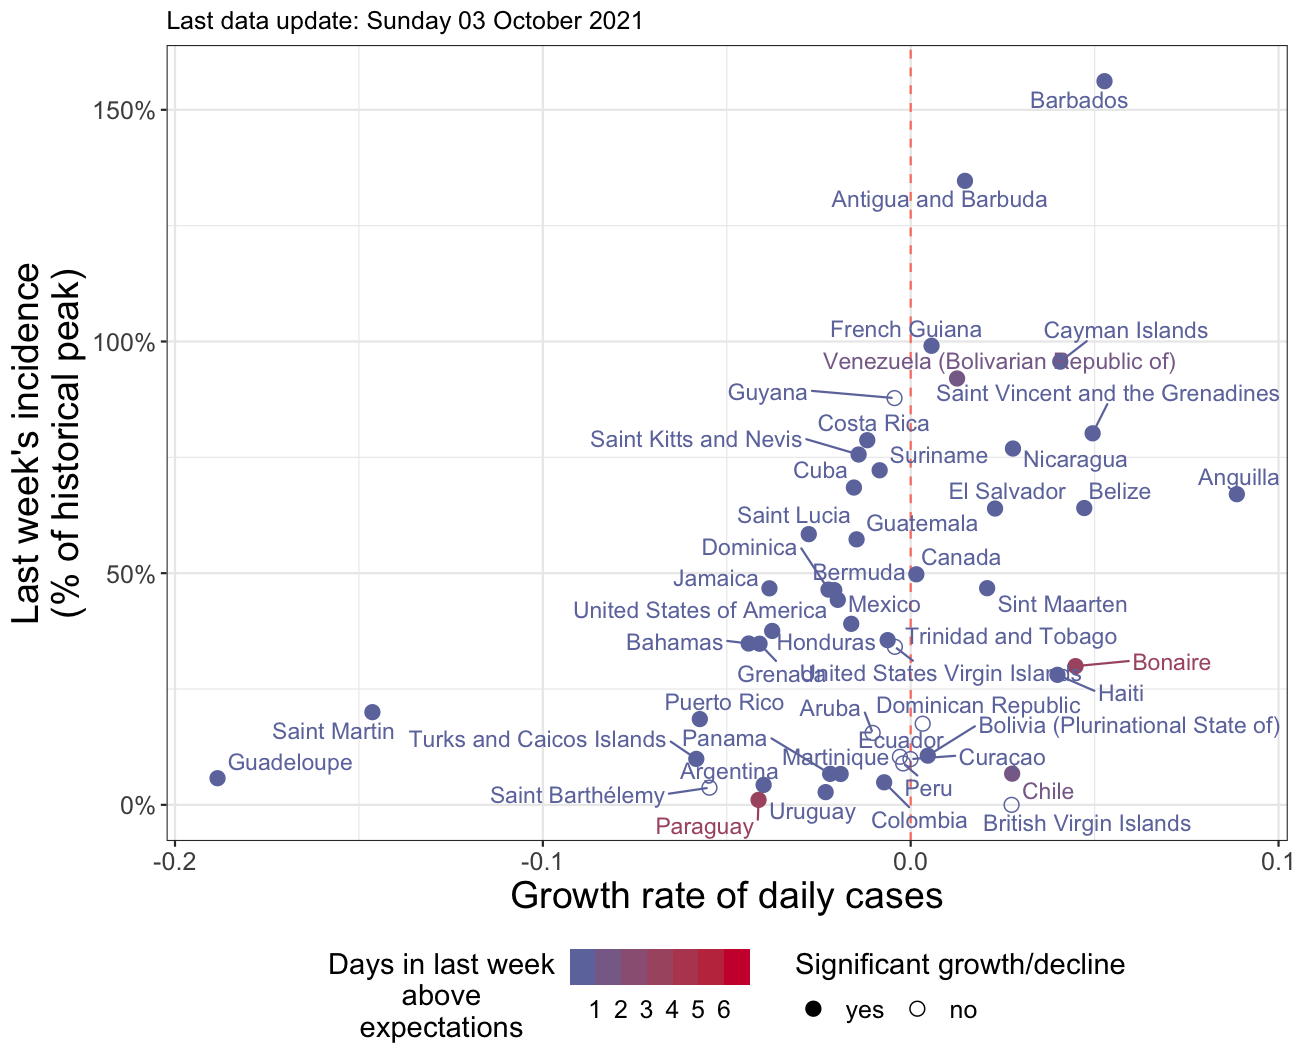 Last data update: Sunday 03 October 2021
Last week's incidence
(% of historical peak)
150%
100%
50%
0%
Barbados
Antigua and Barbuda
French Guiana
Cayman Islands
Venezuela (Bolivarian Republic of)
Guyana
Saint Vincent and the Grenadines
Costa Rica
Saint Kitts and Nevis
Suriname
Nicaragua
Cuba
Anguilla
El Salvador
Belize
Saint Lucia
Guatemala
Dominica
Canada
Bermuda
Jamaica
Mexico
Sint Maarten
United States of America
Trinidad and Tobago
Bahamas
Honduras
Bonaire
Grenada
United States Virgin Islands
Haiti
Puerto Rico
Aruba
Dominican Republic
Bolivia (Plurinational State of)
Saint Martin
Turks and Caicos Islands
Panama
Ecuador
Martinique
Curaçao
Guadeloupe
Argentina
Peru
Chile
Saint Barthélemy
Uruguay
Colombia
British Virgin Islands
Paraguay
-0.2
-0.1
0.0
0.1
Growth rate of daily cases
Days in last week
above
expectations
1 2 3 4 5 6
Significant growth/decline
yes no